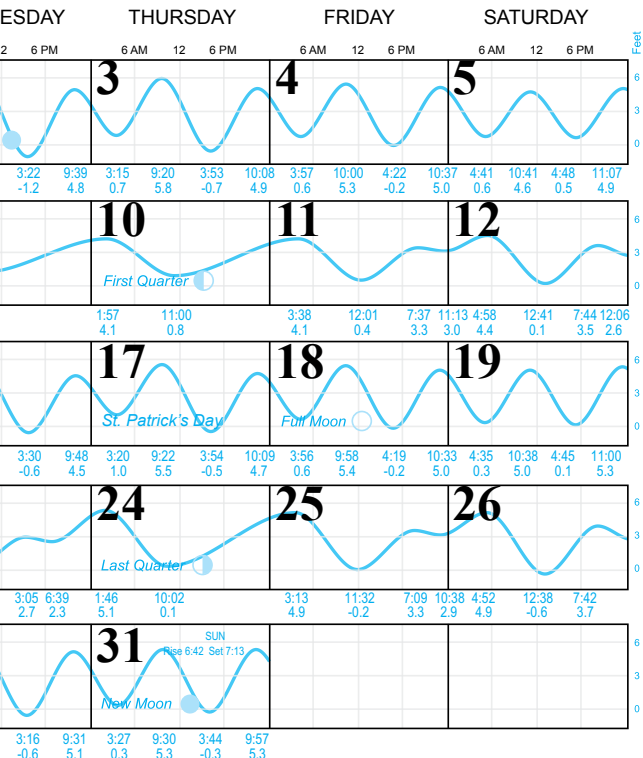 ESDAY THURSDAY FRIDAY SATURDAY
2 6 PM 6 AM 12 6 PM 6 AM 12 6 PM 6 AM 12 6 PM Feet
3 4 5
6
3
0
3:22 9:39 3:15 9:20 3:53 10:08 3:57 10:00 4:22 10:37 4:41 10:41 4:48 11:07
-1.2 4.8 0.7 5.8 -0.7 4.9 0.6 5.3 -0.2 5.0 0.6 4.6 0.5 4.9
10 11 12
6
3
First Quarter
0
1:57 11:00 3:38 12:01 7:37 11:13 4:58 12:41 7:44 12:06
4.1 0.8 4.1 0.4 3.3 3.0 4.4 0.1 3.5 2.6
17 18 19
6
3
St. Patrick's Day Full Moon
0
3:30 9:48 3:20 9:22 3:54 10:09 3:56 9:58 4:19 10:33 4:35 10:38 4:45 11:00
-0.6 4.5 1.0 5.5 -0.5 4.7 0.6 5.4 -0.2 5.0 0.3 5.0 0.1 5.3
24 25 26
6
3
Last Quarter
0
3:05 6:39 1:46 10:02 3:13 11:32 7:09 10:38 4:52 12:38 7:42
2.7 2.3 5.1 0.1 4.9 -0.2 3.3 2.9 4.9 -0.6 3.7
31
SUN
Rise 6:42 Set 7:13
6
3
New Moon
0
3:16 9:31 3:27 9:30 3:44 9:57
-0.6 5.1 0.3 5.3 -0.3 5.3